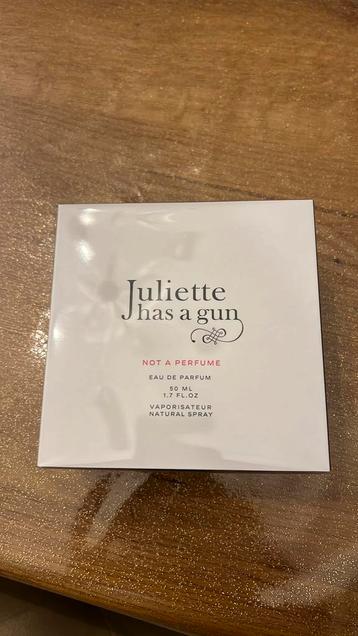 Juliette
has a gun
NOT A PERFUME
EAU DE PARFUM
50 ML
1.7 FL.OZ
VAPORISATEUR
NATURAL SPRAY